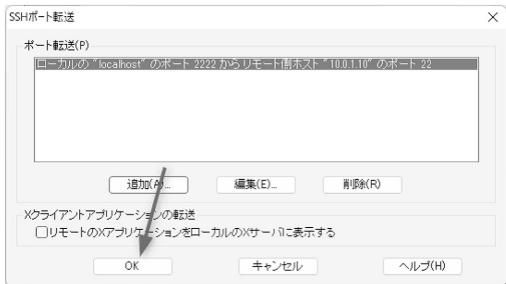 SSHポート転送
ポート転送(P)
ローカルの "localhost" のポート 2222 からリモート側ホスト "10.0.1.10" のポート 22
追加(A)...
編集(E)...
削除(R)
Xクライアントアプリケーションの転送
リモートのXアプリケーションをローカルのXサーバに表示する
OK
キャンセル
ヘルプ(H)